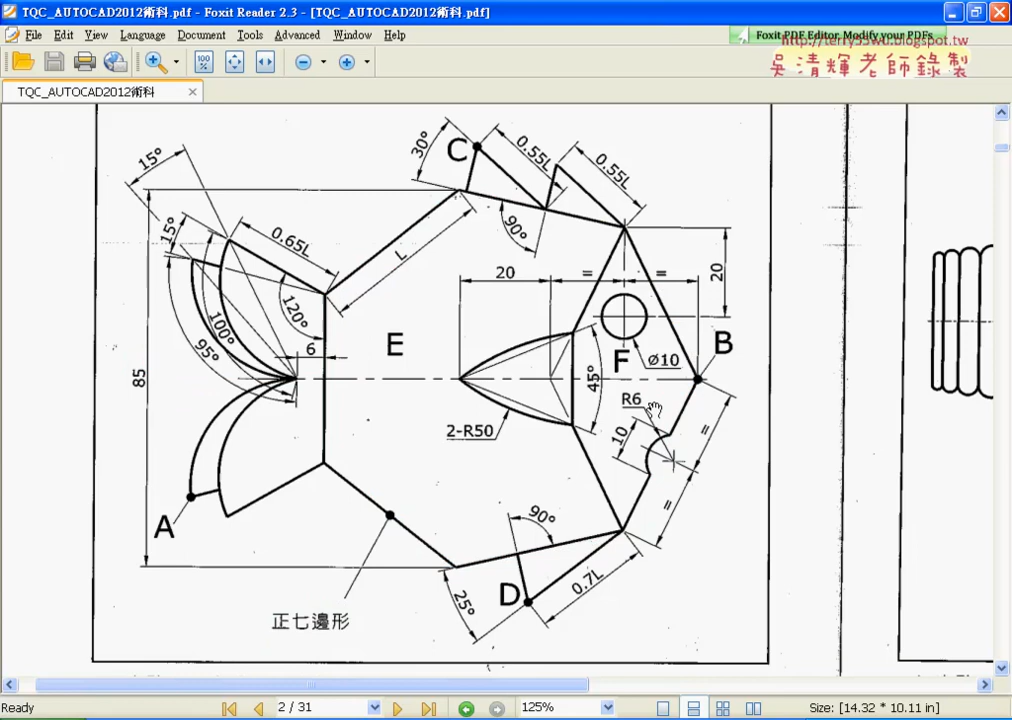 TQC_AUTOCAD2012術科.pdf - Foxit Reader 2.3 - [TQC_AUTOCAD2012術科.pdf]
File Edit View Language Document Tools Advanced Window Help
Foxit PDF Editor, Modify your PDFs
http://terry55wu.blogspot.tw
吳清輝老師錄製
TQC_AUTOCAD2012術科
30°
C
0.55L
0.55L
15°
15°
0.65L
90°
L
20
=
=
20
120°
100°
95°
6
E
B
F
Ø10
85
45°
R6
2-R50
10
=
=
A
90°
D
25°
0.7L
正七邊形
Ready
2 / 31
125%
Size: [14.32 * 10.11 in]